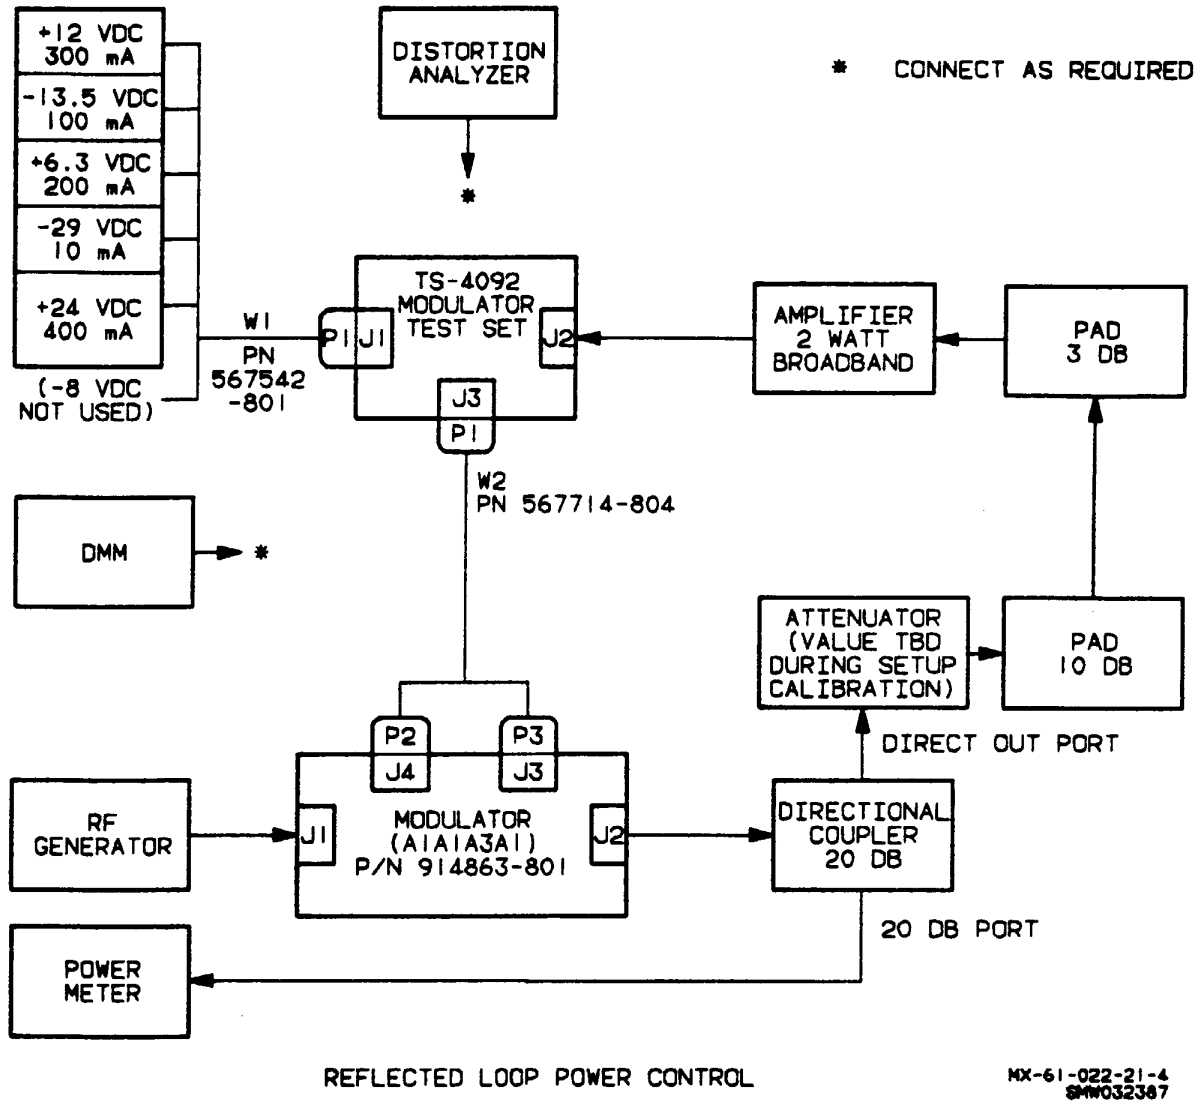 +12 VDC
300 mA
-13.5 VDC
100 mA
+6.3 VDC
200 mA
-29 VDC
10 mA
+24 VDC
400 mA
(-8 VDC
NOT USED)
DISTORTION
ANALYZER
*
* CONNECT AS REQUIRED
W1
PN
567542
-801
P1 J1
TS-4092
MODULATOR
TEST SET
J2
J3
P1
AMPLIFIER
2 WATT
BROADBAND
PAD
3 DB
W2
PN 567714-804
DMM
*
ATTENUATOR
(VALUE TBD
DURING SETUP
CALIBRATION)
PAD
10 DB
DIRECT OUT PORT
P2
J4
P3
J3
RF
GENERATOR
J1
MODULATOR
(A1A1A3A1)
P/N 914863-801
J2
DIRECTIONAL
COUPLER
20 DB
20 DB PORT
POWER
METER
REFLECTED LOOP POWER CONTROL
MX-61-022-21-4
SMW032387